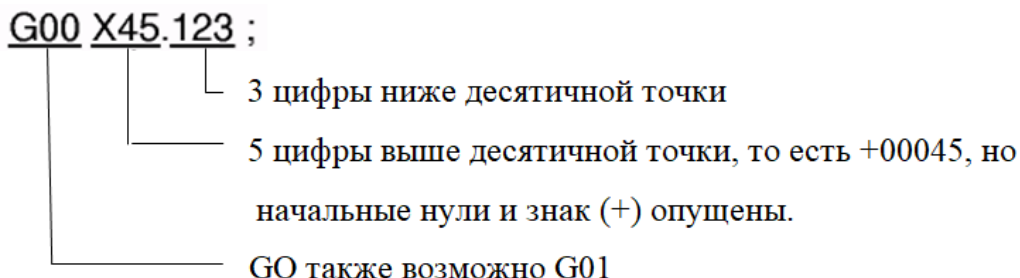 G00 X45.123 ;
3 цифры ниже десятичной точки
5 цифры выше десятичной точки, то есть +00045, но
начальные нули и знак (+) опущены.
GO также возможно G01